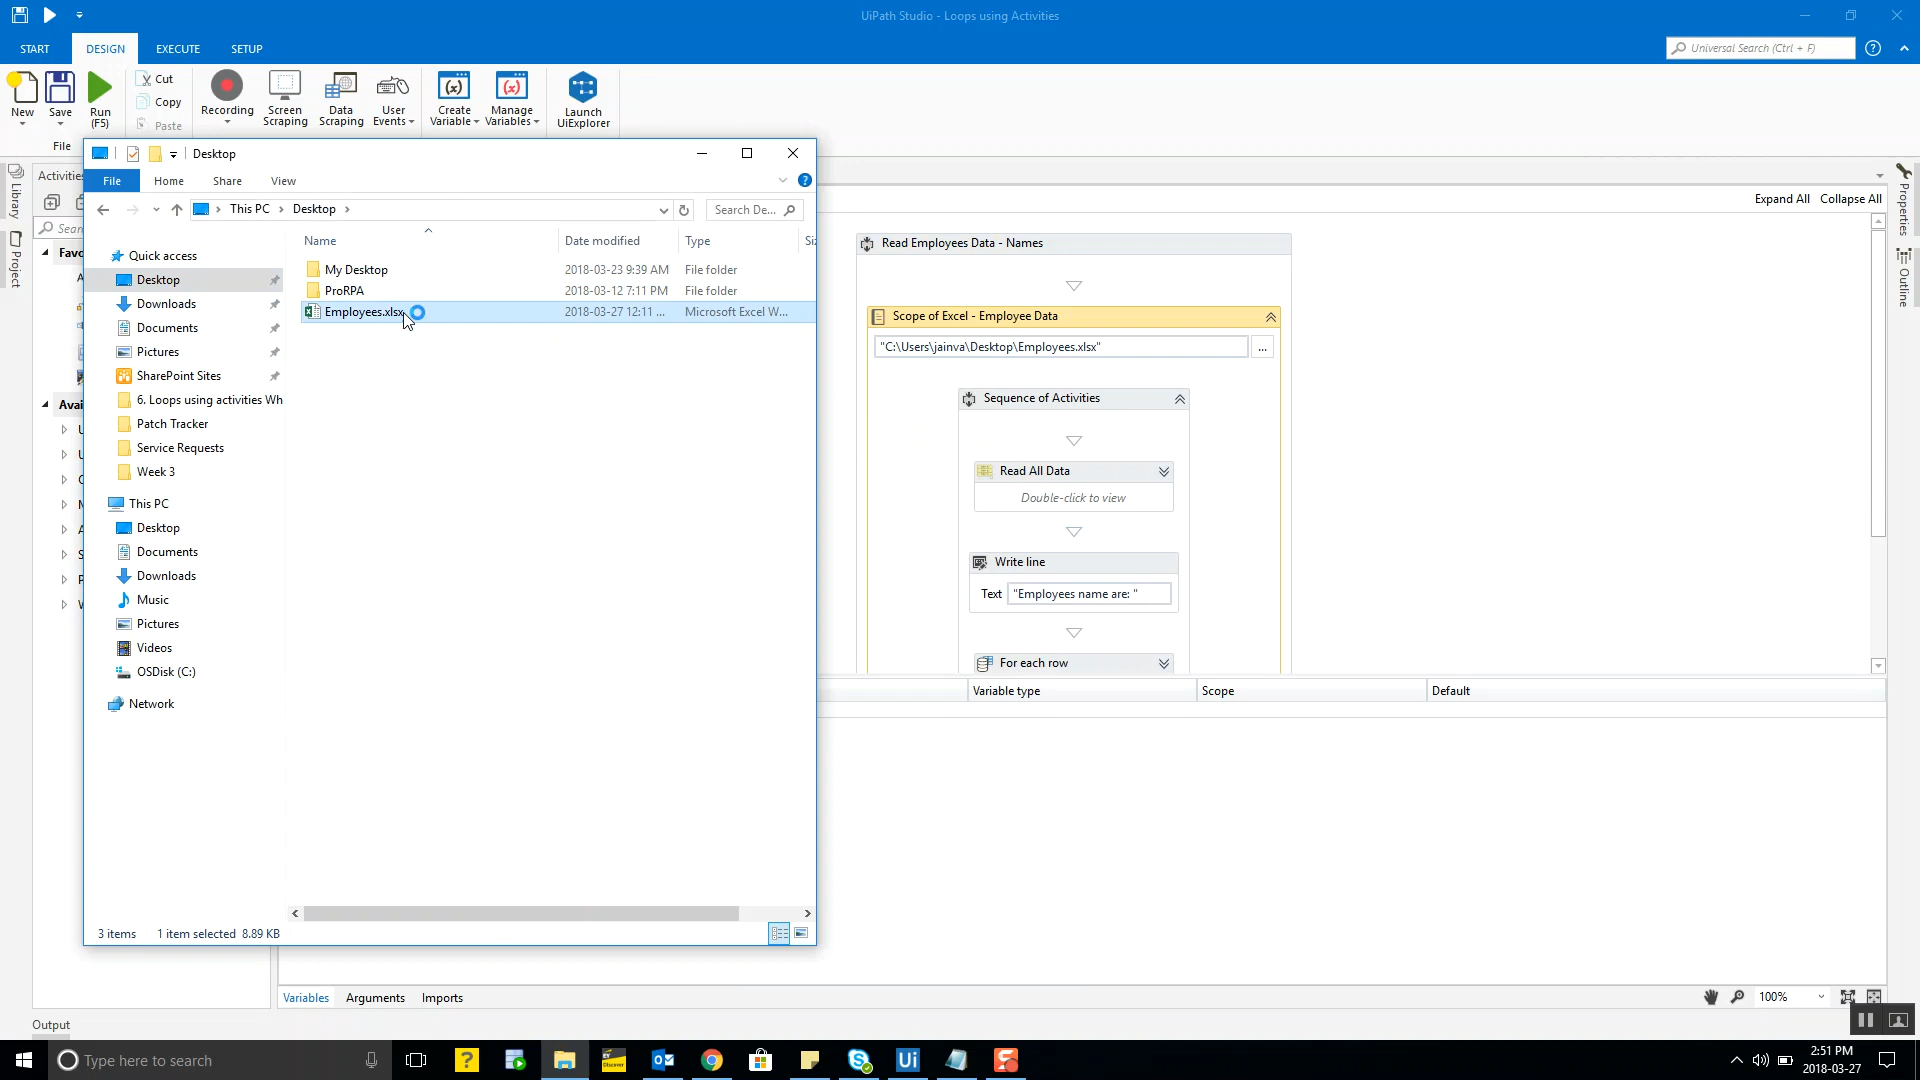 UiPath Studio - Loops using Activities
START DESIGN EXECUTE SETUP
Universal Search (Ctrl + F)
New
Save
Run
(F5)
Cut
Copy
Paste
Recording
Screen
Scraping
Data
Scraping
User
Events
Create
Variable
Manage
Variables
Launch
UiExplorer
File
Desktop
File Home Share View
This PC > Desktop >
Search De...
Name Date modified Type
My Desktop 2018-03-23 9:39 AM File folder
ProRPA 2018-03-12 7:11 PM File folder
Employees.xlsx 2018-03-27 12:11 ... Microsoft Excel W...
Quick access
Desktop
Downloads
Documents
Pictures
SharePoint Sites
6. Loops using activities Wh
Patch Tracker
Service Requests
Week 3
This PC
Desktop
Documents
Downloads
Music
Pictures
Videos
OSDisk (C:)
Network
3 items 1 item selected 8.89 KB
Library
Project
Properties
Outline
Expand All Collapse All
Read Employees Data - Names
Scope of Excel - Employee Data
"C:\Users\jainva\Desktop\Employees.xlsx"
...
Sequence of Activities
Read All Data
Double-click to view
Write line
Text "Employees name are: "
For each row
Variable type Scope Default
Variables Arguments Imports
100%
Output
Type here to search
EY
Discover
Ui
2:51 PM
2018-03-27